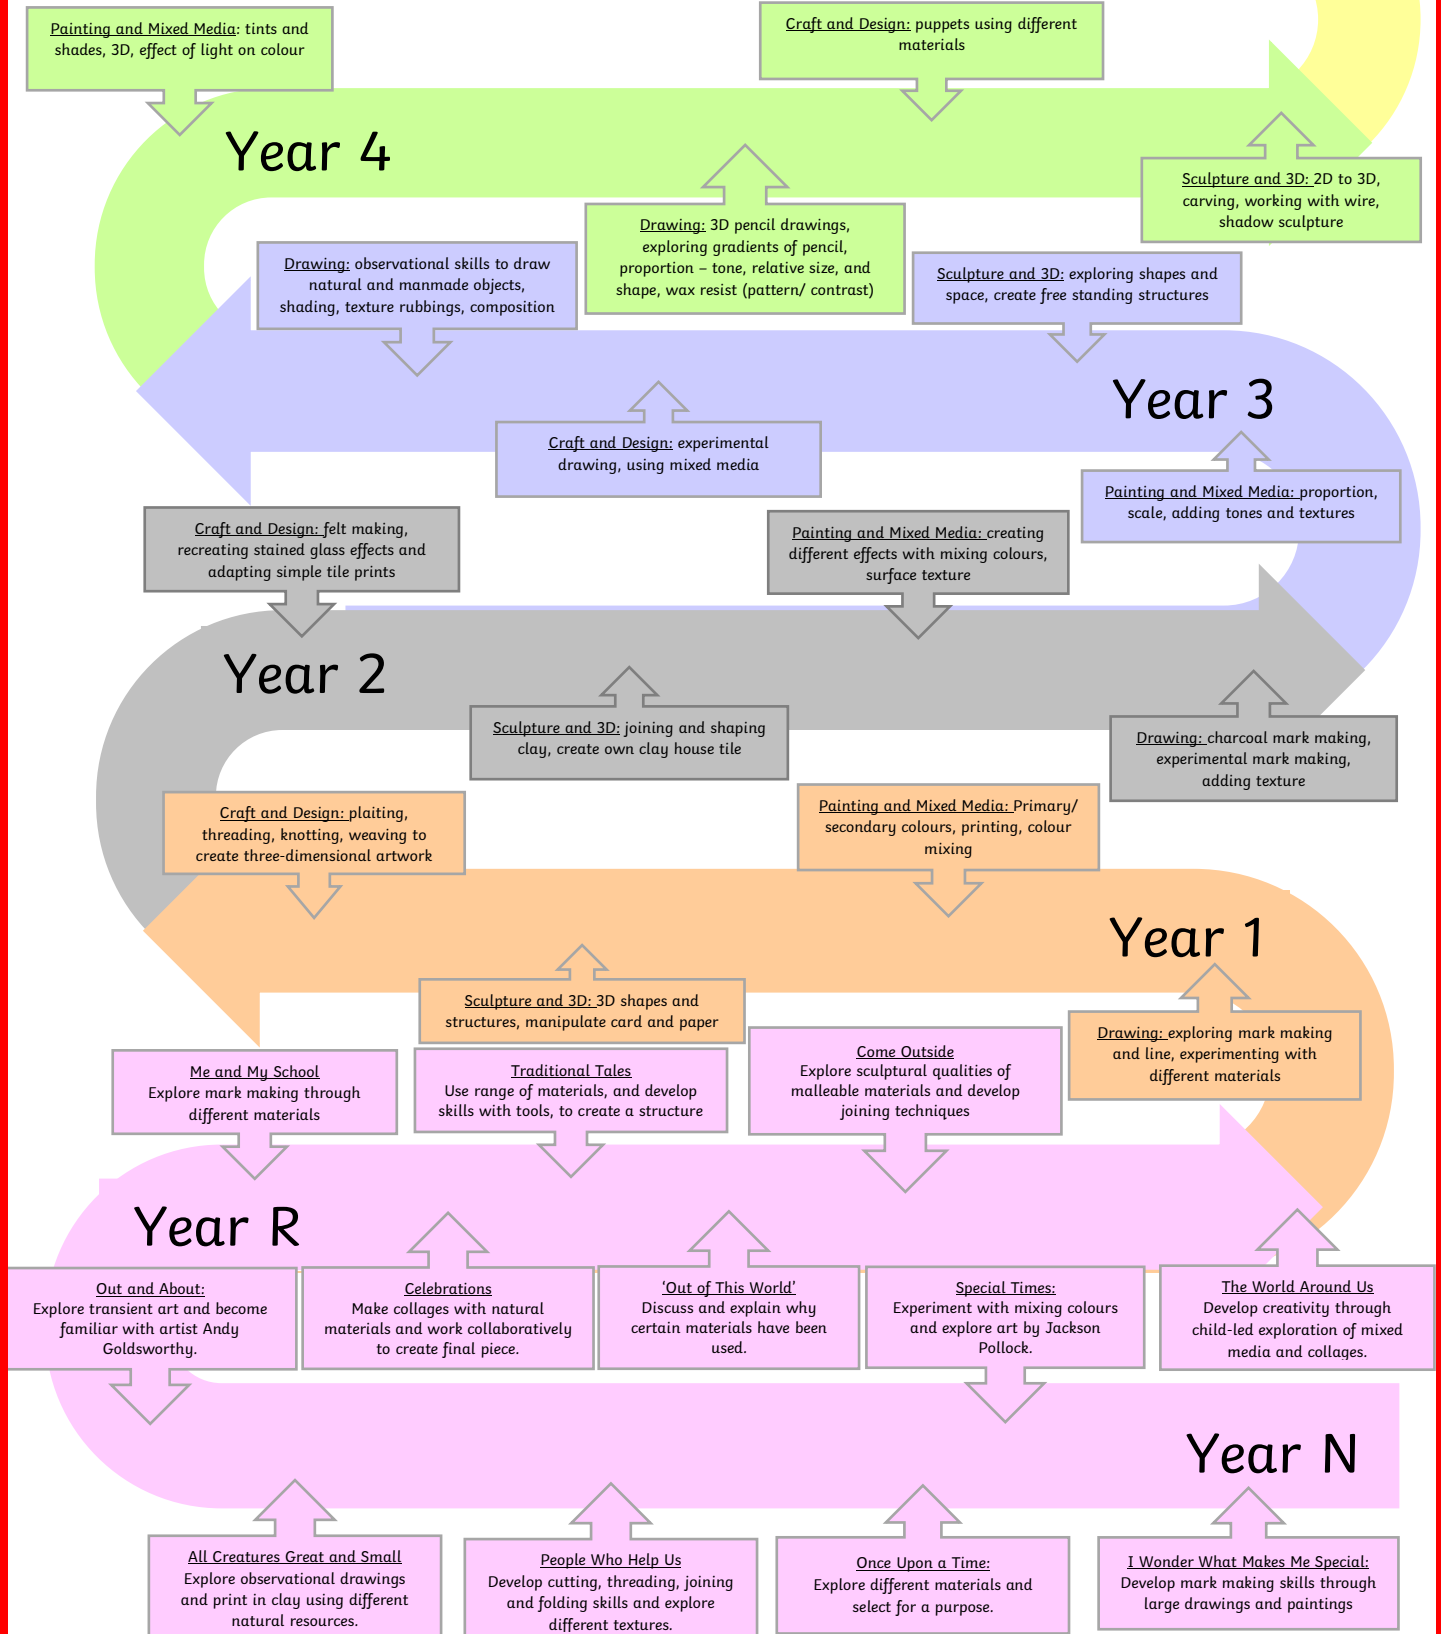 Painting and Mixed Media: tints and
shades, 3D, effect of light on colour
Craft and Design: puppets using different
materials
Year 4
Sculpture and 3D: 2D to 3D,
carving, working with wire,
shadow sculpture
Drawing: 3D pencil drawings,
exploring gradients of pencil,
proportion – tone, relative size, and
shape, wax resist (pattern/ contrast)
Drawing: observational skills to draw
natural and manmade objects,
shading, texture rubbings, composition
Sculpture and 3D: exploring shapes and
space, create free standing structures
Year 3
Craft and Design: experimental
drawing, using mixed media
Painting and Mixed Media: proportion,
scale, adding tones and textures
Craft and Design: felt making,
recreating stained glass effects and
adapting simple tile prints
Painting and Mixed Media: creating
different effects with mixing colours,
surface texture
Year 2
Sculpture and 3D: joining and shaping
clay, create own clay house tile
Drawing: charcoal mark making,
experimental mark making,
adding texture
Craft and Design: plaiting,
threading, knotting, weaving to
create three-dimensional artwork
Painting and Mixed Media: Primary/
secondary colours, printing, colour
mixing
Year 1
Sculpture and 3D: 3D shapes and
structures, manipulate card and paper
Drawing: exploring mark making
and line, experimenting with
different materials
Me and My School
Explore mark making through
different materials
Traditional Tales
Use range of materials, and develop
skills with tools, to create a structure
Come Outside
Explore sculptural qualities of
malleable materials and develop
joining techniques
Year R
Out and About:
Explore transient art and become
familiar with artist Andy
Goldsworthy.
Celebrations
Make collages with natural
materials and work collaboratively
to create final piece.
‘Out of This World’
Discuss and explain why
certain materials have been
used.
Special Times:
Experiment with mixing colours
and explore art by Jackson
Pollock.
The World Around Us
Develop creativity through
child-led exploration of mixed
media and collages.
Year N
All Creatures Great and Small
Explore observational drawings
and print in clay using different
natural resources.
People Who Help Us
Develop cutting, threading, joining
and folding skills and explore
different textures.
Once Upon a Time:
Explore different materials and
select for a purpose.
I Wonder What Makes Me Special:
Develop mark making skills through
large drawings and paintings